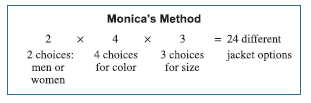 Monica's Method
2 × 4 × 3 = 24 different
2 choices: 4 choices 3 choices jacket options
men or for color for size
women